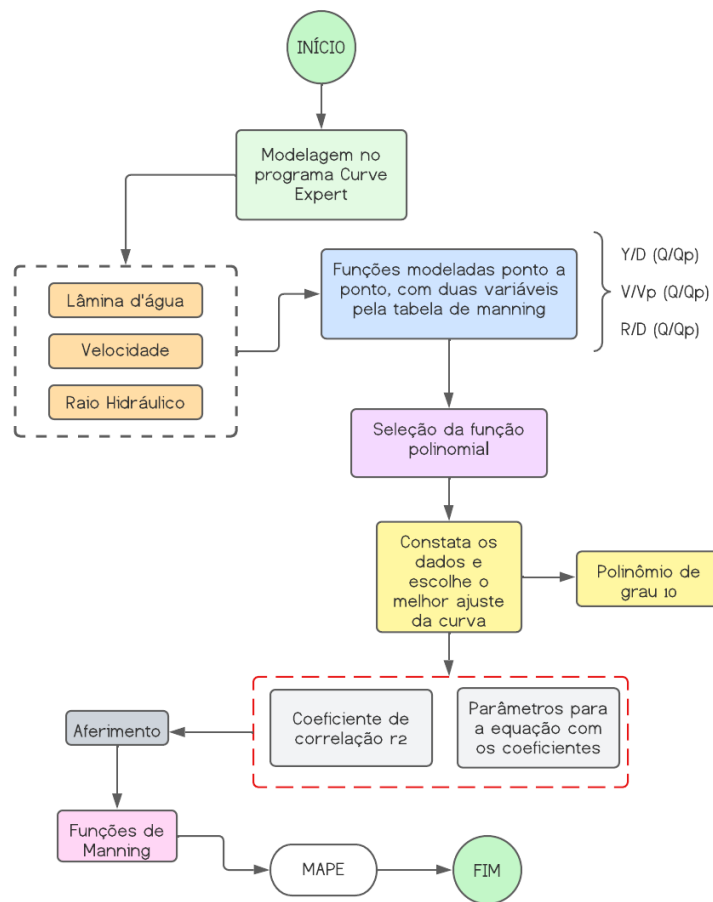 INÍCIO
Modelagem no
programa Curve
Expert
Lâmina d'água
Velocidade
Raio Hidráulico
Funções modeladas ponto a
ponto, com duas variáveis
pela tabela de manning
Y/D (Q/Qp)
V/Vp (Q/Qp)
R/D (Q/Qp)
Seleção da função
polinomial
Constata os
dados e
escolhe o
melhor ajuste
da curva
Polinômio de
grau 10
Coeficiente de
correlação r2
Parâmetros para
a equação com
os coeficientes
Aferimento
Funções de
Manning
MAPE
FIM